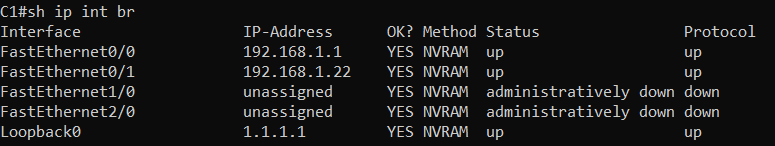 C1#sh ip int br
Interface                  IP-Address      OK? Method Status                Protocol
FastEthernet0/0            192.168.1.1     YES NVRAM  up                    up
FastEthernet0/1            192.168.1.22    YES NVRAM  up                    up
FastEthernet1/0            unassigned      YES NVRAM  administratively down down
FastEthernet2/0            unassigned      YES NVRAM  administratively down down
Loopback0                  1.1.1.1         YES NVRAM  up                    up